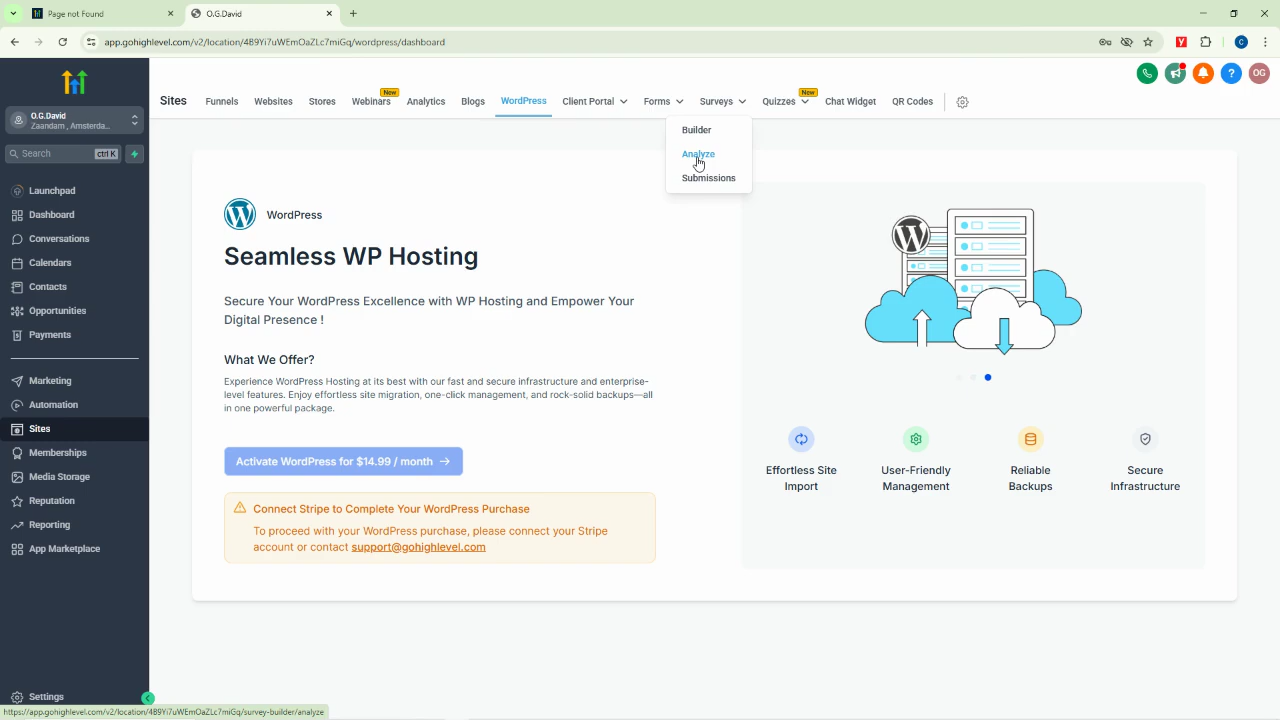 Page not Found
O.G.David
app.gohighlevel.com/v2/location/4B9Yi7uWEmOaZLc7miGq/wordpress/dashboard
C
OG
O.G.David
Zaandam , Amsterda...
Search
ctrl K
Launchpad
Dashboard
Conversations
Calendars
Contacts
Opportunities
Payments
Marketing
Automation
Sites
Memberships
Media Storage
Reputation
Reporting
App Marketplace
Settings
Sites
Funnels
Websites
Stores
Webinars
New
Analytics
Blogs
WordPress
Client Portal
Forms
Surveys
Quizzes
New
Chat Widget
QR Codes
Builder
Analyze
Submissions
WordPress
Seamless WP Hosting
Secure Your WordPress Excellence with WP Hosting and Empower Your
Digital Presence !
What We Offer?
Experience WordPress Hosting at its best with our fast and secure infrastructure and enterprise-
level features. Enjoy effortless site migration, one-click management, and rock-solid backups—all
in one powerful package.
Activate WordPress for $14.99 / month →
Connect Stripe to Complete Your WordPress Purchase
To proceed with your WordPress purchase, please connect your Stripe
account or contact support@gohighlevel.com
Effortless Site
Import
User-Friendly
Management
Reliable
Backups
Secure
Infrastructure
https://app.gohighlevel.com/v2/location/4B9Yi7uWEmOaZLc7miGq/survey-builder/analyze